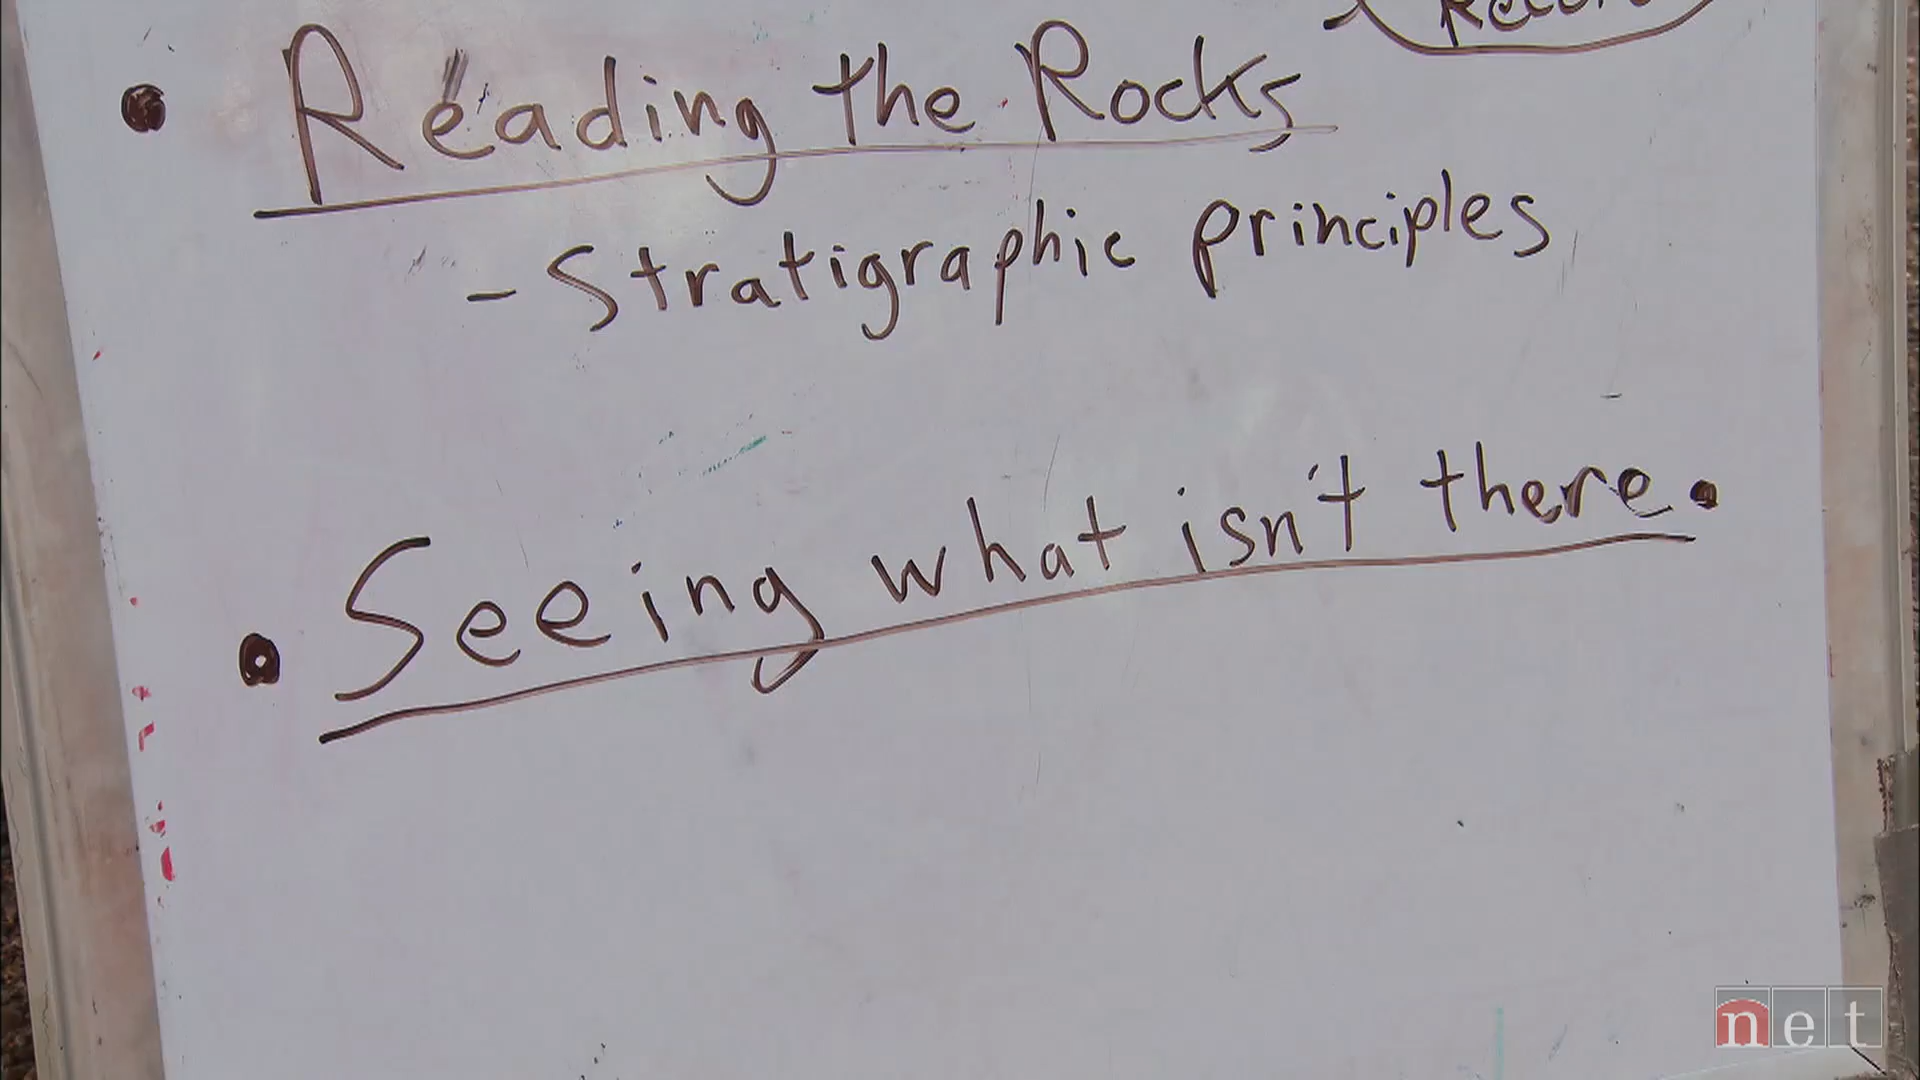 • Reading the Rocks
- Stratigraphic principles
• Seeing what isn't there.
net